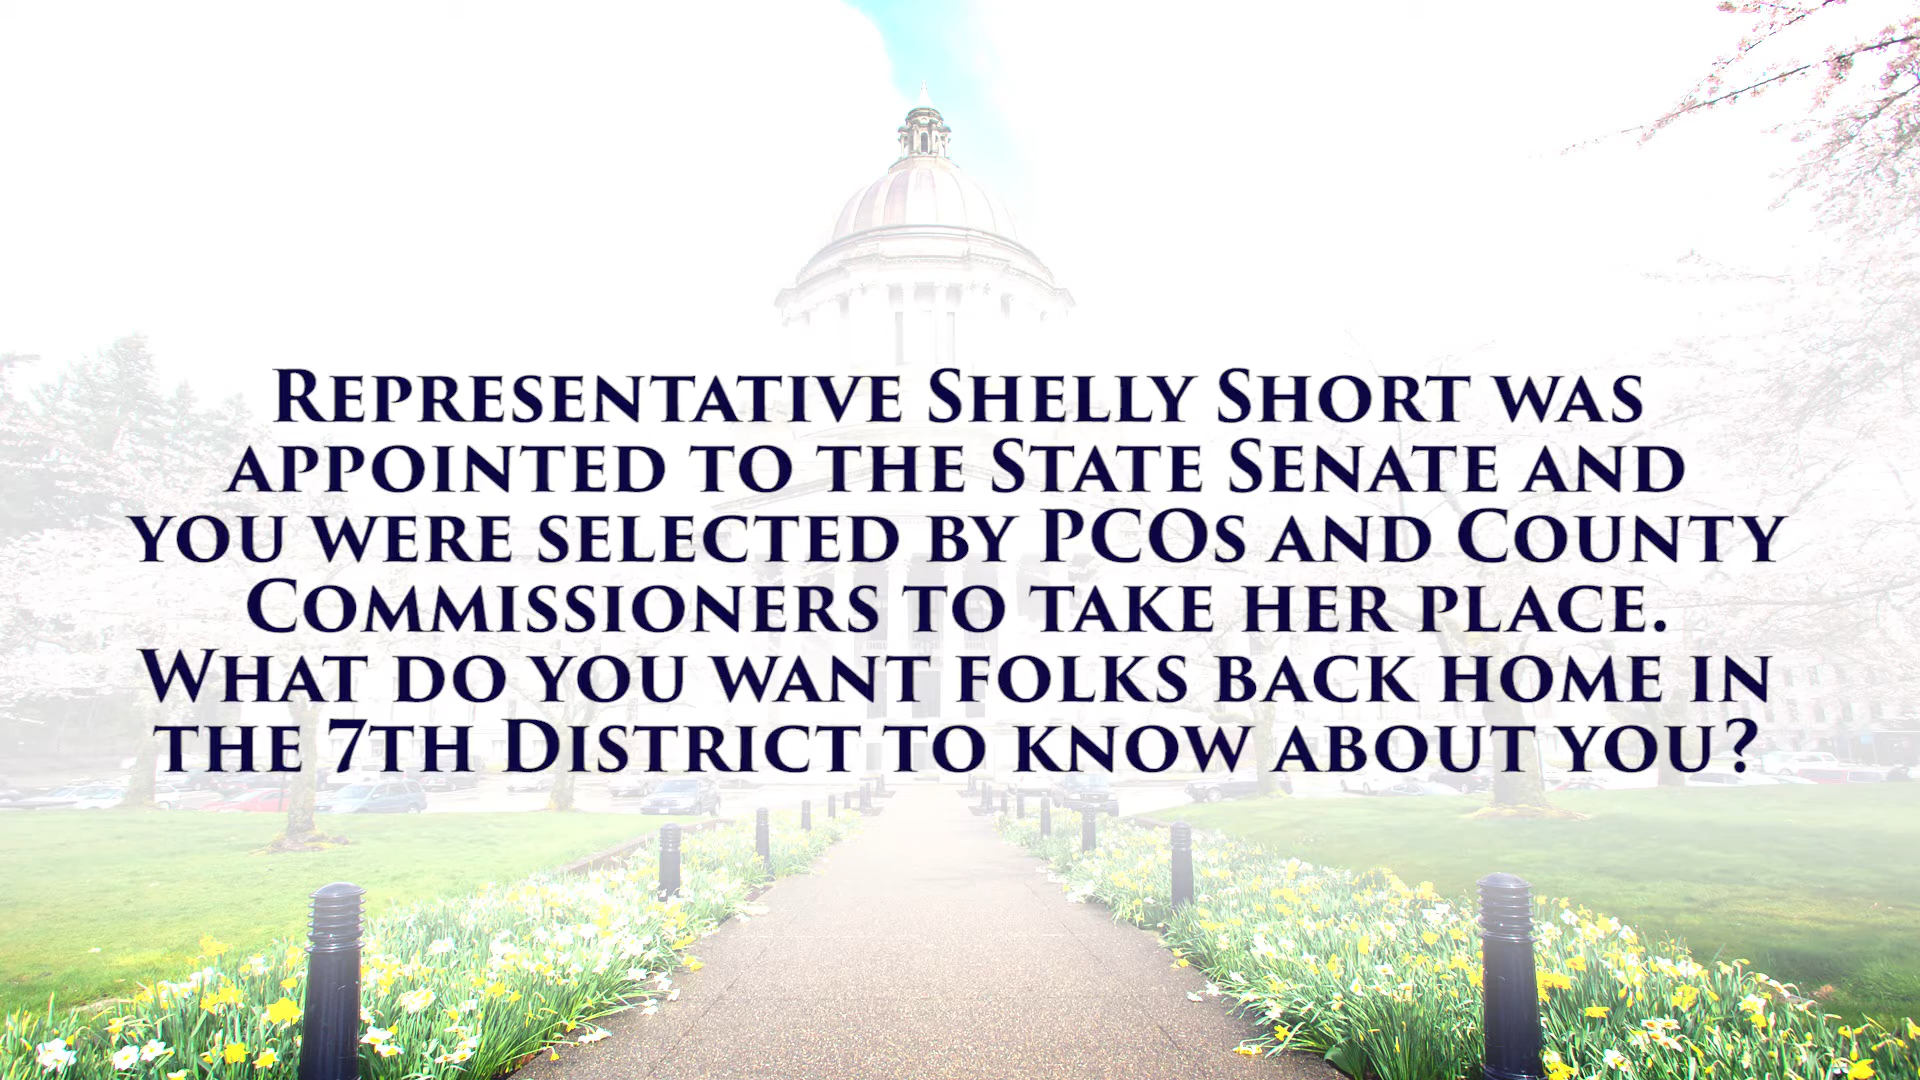 Representative Shelly Short was
appointed to the State Senate and
you were selected by PCOs and County
Commissioners to take her place.
What do you want folks back home in
the 7th District to know about you?